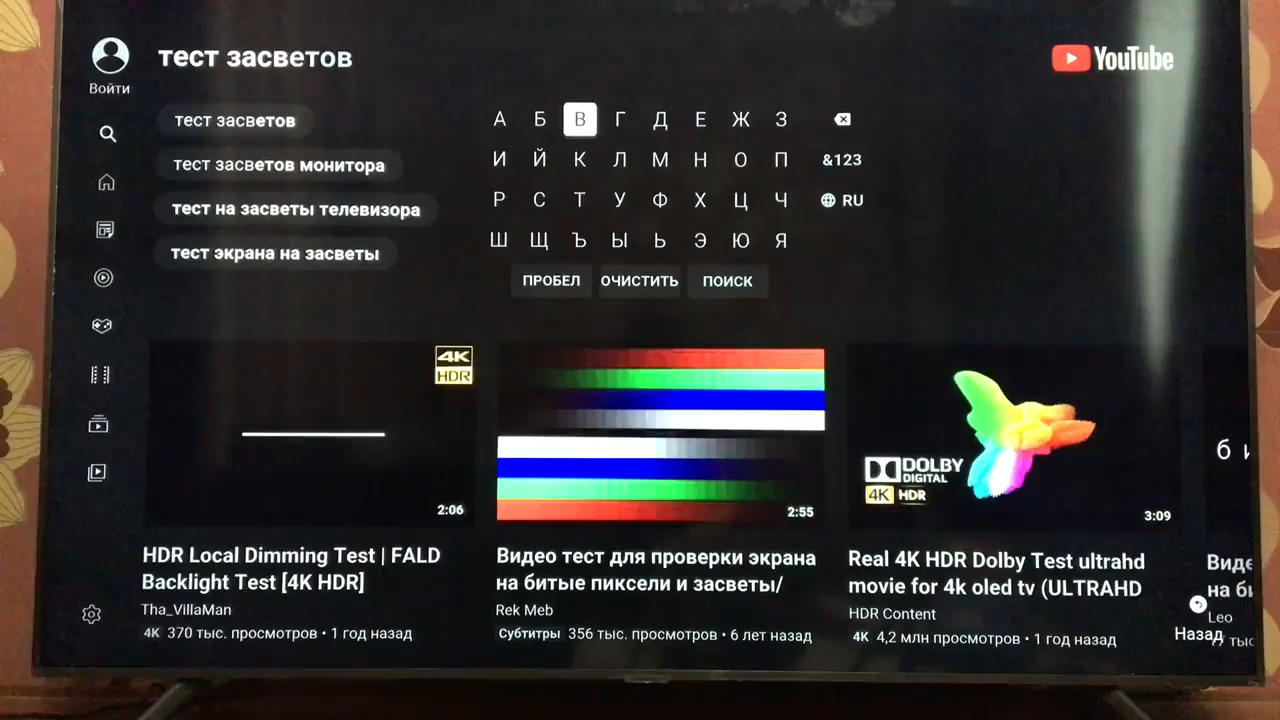 тест засветов
YouTube
Войти
тест засветов
тест засветов монитора
тест на засветы телевизора
тест экрана на засветы
А Б В Г Д Е Ж З
И Й К Л М Н О П &123
Р С Т У Ф Х Ц Ч RU
Ш Щ Ъ Ы Ь Э Ю Я
ПРОБЕЛ ОЧИСТИТЬ ПОИСК
4K
HDR
2:06
2:55
DOLBY
DIGITAL
4K HDR
3:09
б и
HDR Local Dimming Test | FALD
Backlight Test [4K HDR]
Tha_VillaMan
4K 370 тыс. просмотров • 1 год назад
Видео тест для проверки экрана
на битые пиксели и засветы/
Rek Meb
Субтитры 356 тыс. просмотров • 6 лет назад
Real 4K HDR Dolby Test ultrahd
movie for 4k oled tv (ULTRAHD
HDR Content
4K 4,2 млн просмотров • 1 год назад
Виде
на би
Leo
тыс
Назад